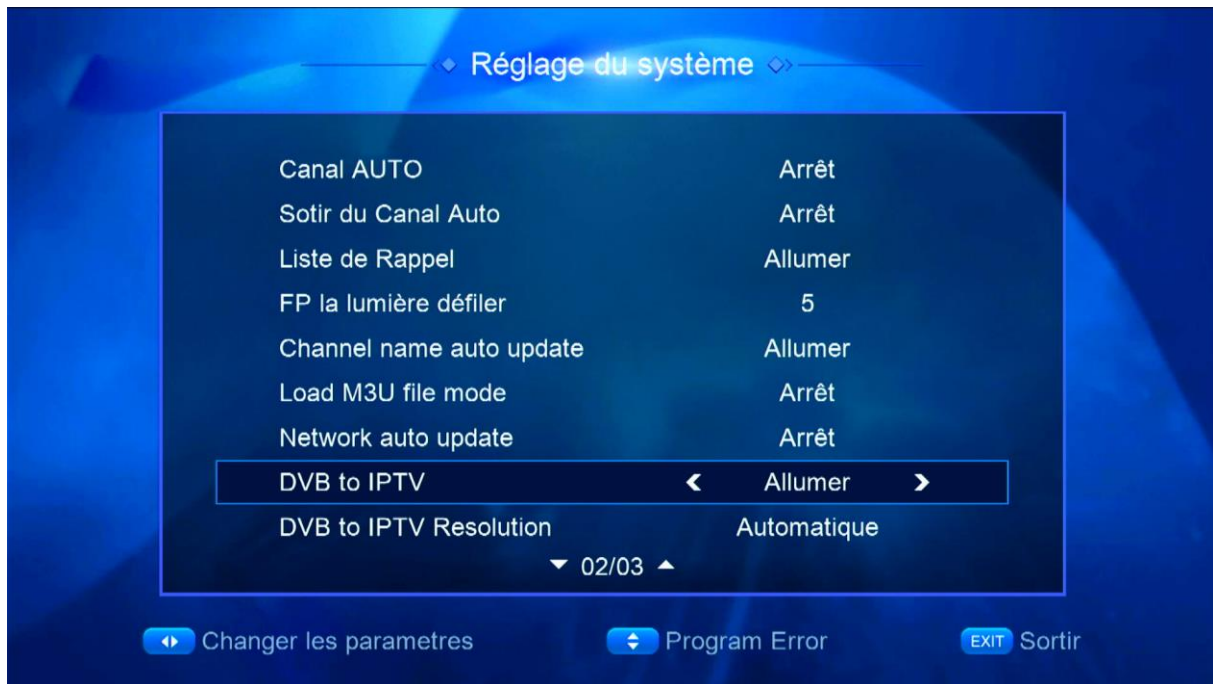 Réglage du système
Canal AUTO Arrêt
Sotir du Canal Auto Arrêt
Liste de Rappel Allumer
FP la lumière défiler 5
Channel name auto update Allumer
Load M3U file mode Arrêt
Network auto update Arrêt
DVB to IPTV Allumer
DVB to IPTV Resolution Automatique
02/03
Changer les parametres Program Error EXIT Sortir